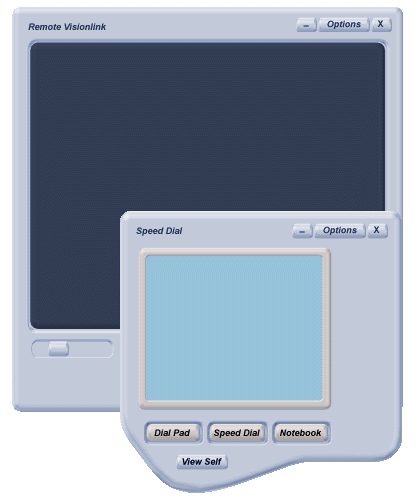 Remote Visionlink
– Options X
Speed Dial
– Options X
Dial Pad Speed Dial Notebook
View Self